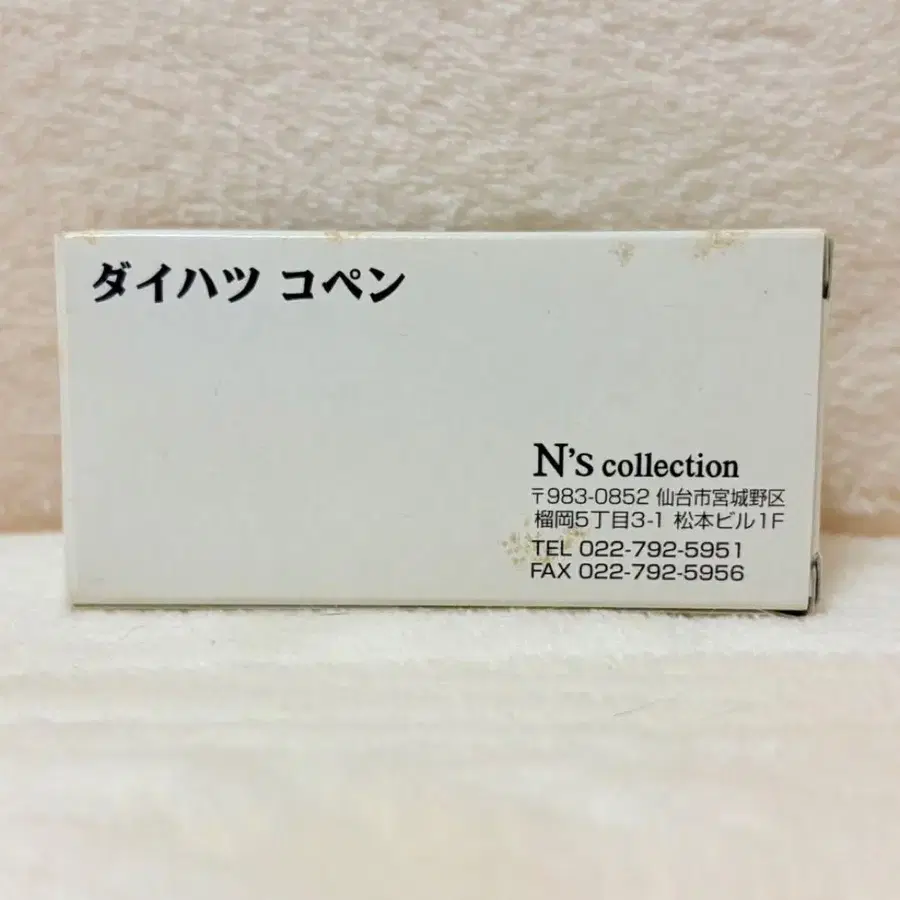 ダイハツ コペン
N's collection
〒983-0852 仙台市宮城野区
榴岡5丁目3-1 松本ビル1F
TEL 022-792-5951
FAX 022-792-5956